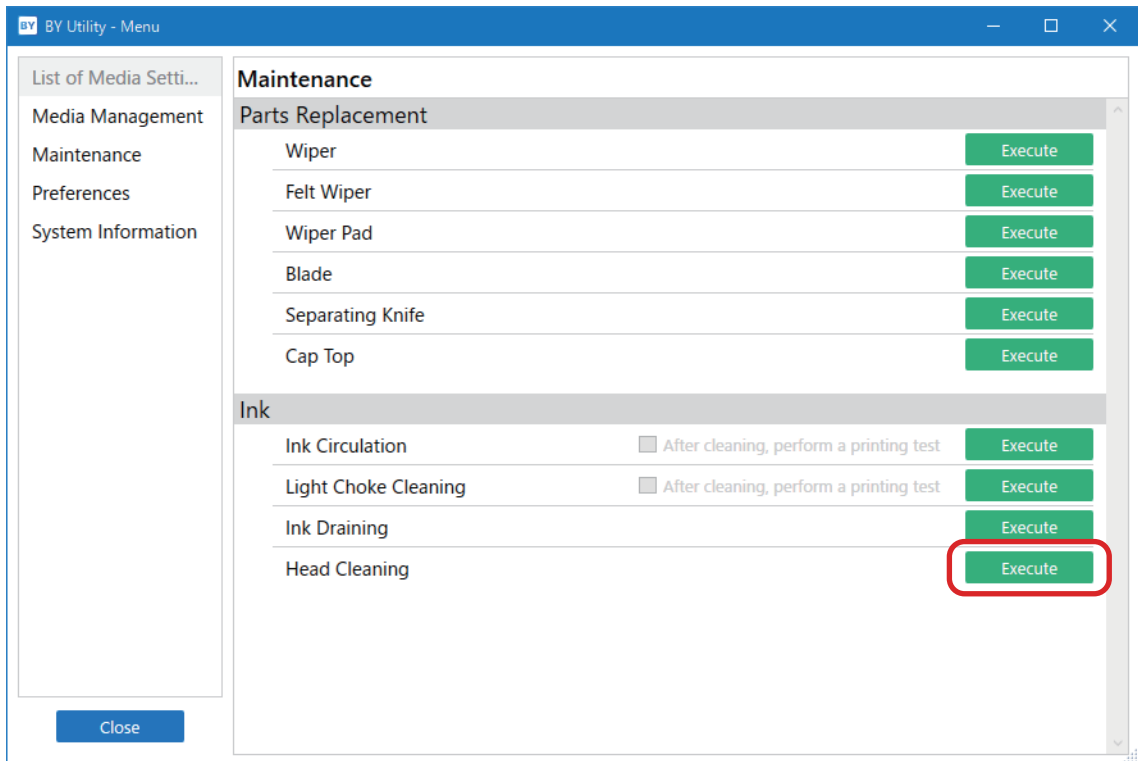 BY BY Utility - Menu
List of Media Setti...
Media Management
Maintenance
Preferences
System Information
Close
Maintenance
Parts Replacement
Wiper Execute
Felt Wiper Execute
Wiper Pad Execute
Blade Execute
Separating Knife Execute
Cap Top Execute
Ink
Ink Circulation After cleaning, perform a printing test Execute
Light Choke Cleaning After cleaning, perform a printing test Execute
Ink Draining Execute
Head Cleaning Execute